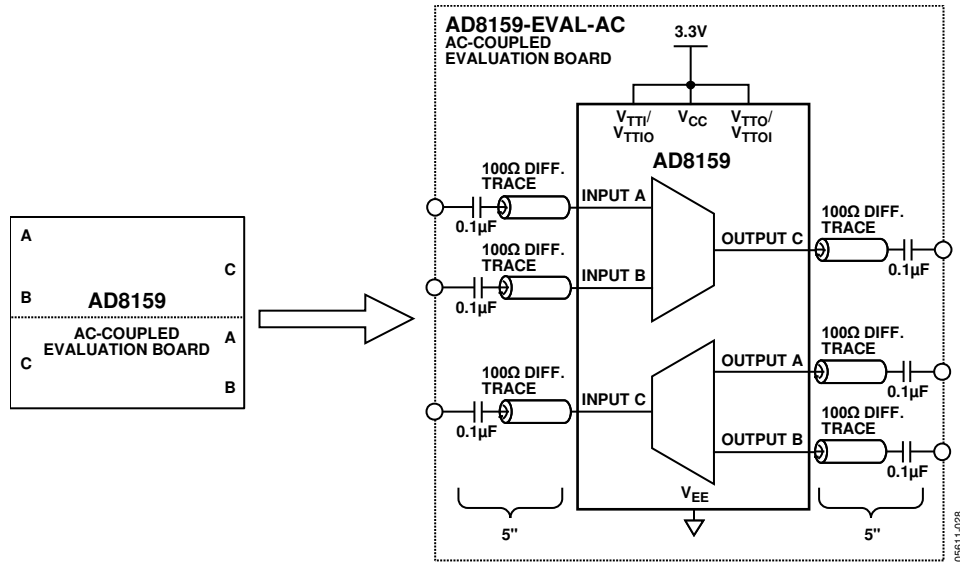 A
B
C
AD8159
AC-COUPLED
EVALUATION BOARD
C
A
B
AD8159-EVAL-AC
AC-COUPLED
EVALUATION BOARD
3.3V
VTTI/
VTTIO
VCC
VTTO/
VTTOI
AD8159
100Ω DIFF.
TRACE
0.1µF
INPUT A
100Ω DIFF.
TRACE
0.1µF
INPUT B
100Ω DIFF.
TRACE
0.1µF
INPUT C
OUTPUT C
100Ω DIFF.
TRACE
0.1µF
OUTPUT A
100Ω DIFF.
TRACE
0.1µF
OUTPUT B
100Ω DIFF.
TRACE
0.1µF
VEE
5"
5"
05611-028